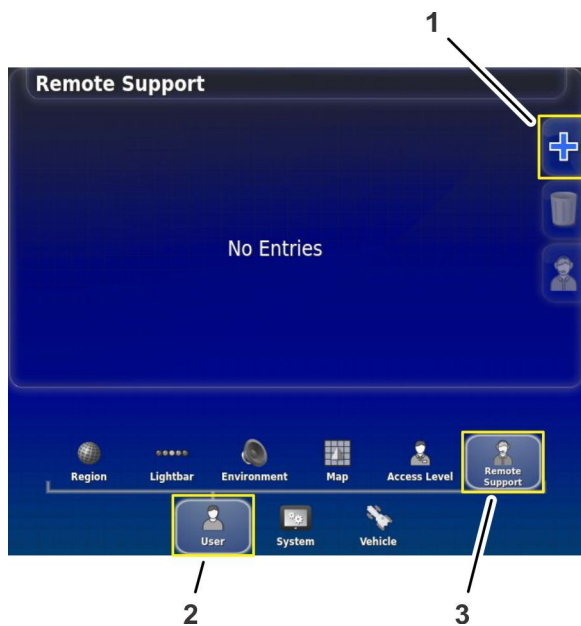 1
Remote Support
No Entries
Region
Lightbar
Environment
Map
Access Level
Remote
Support
User
System
Vehicle
2
3